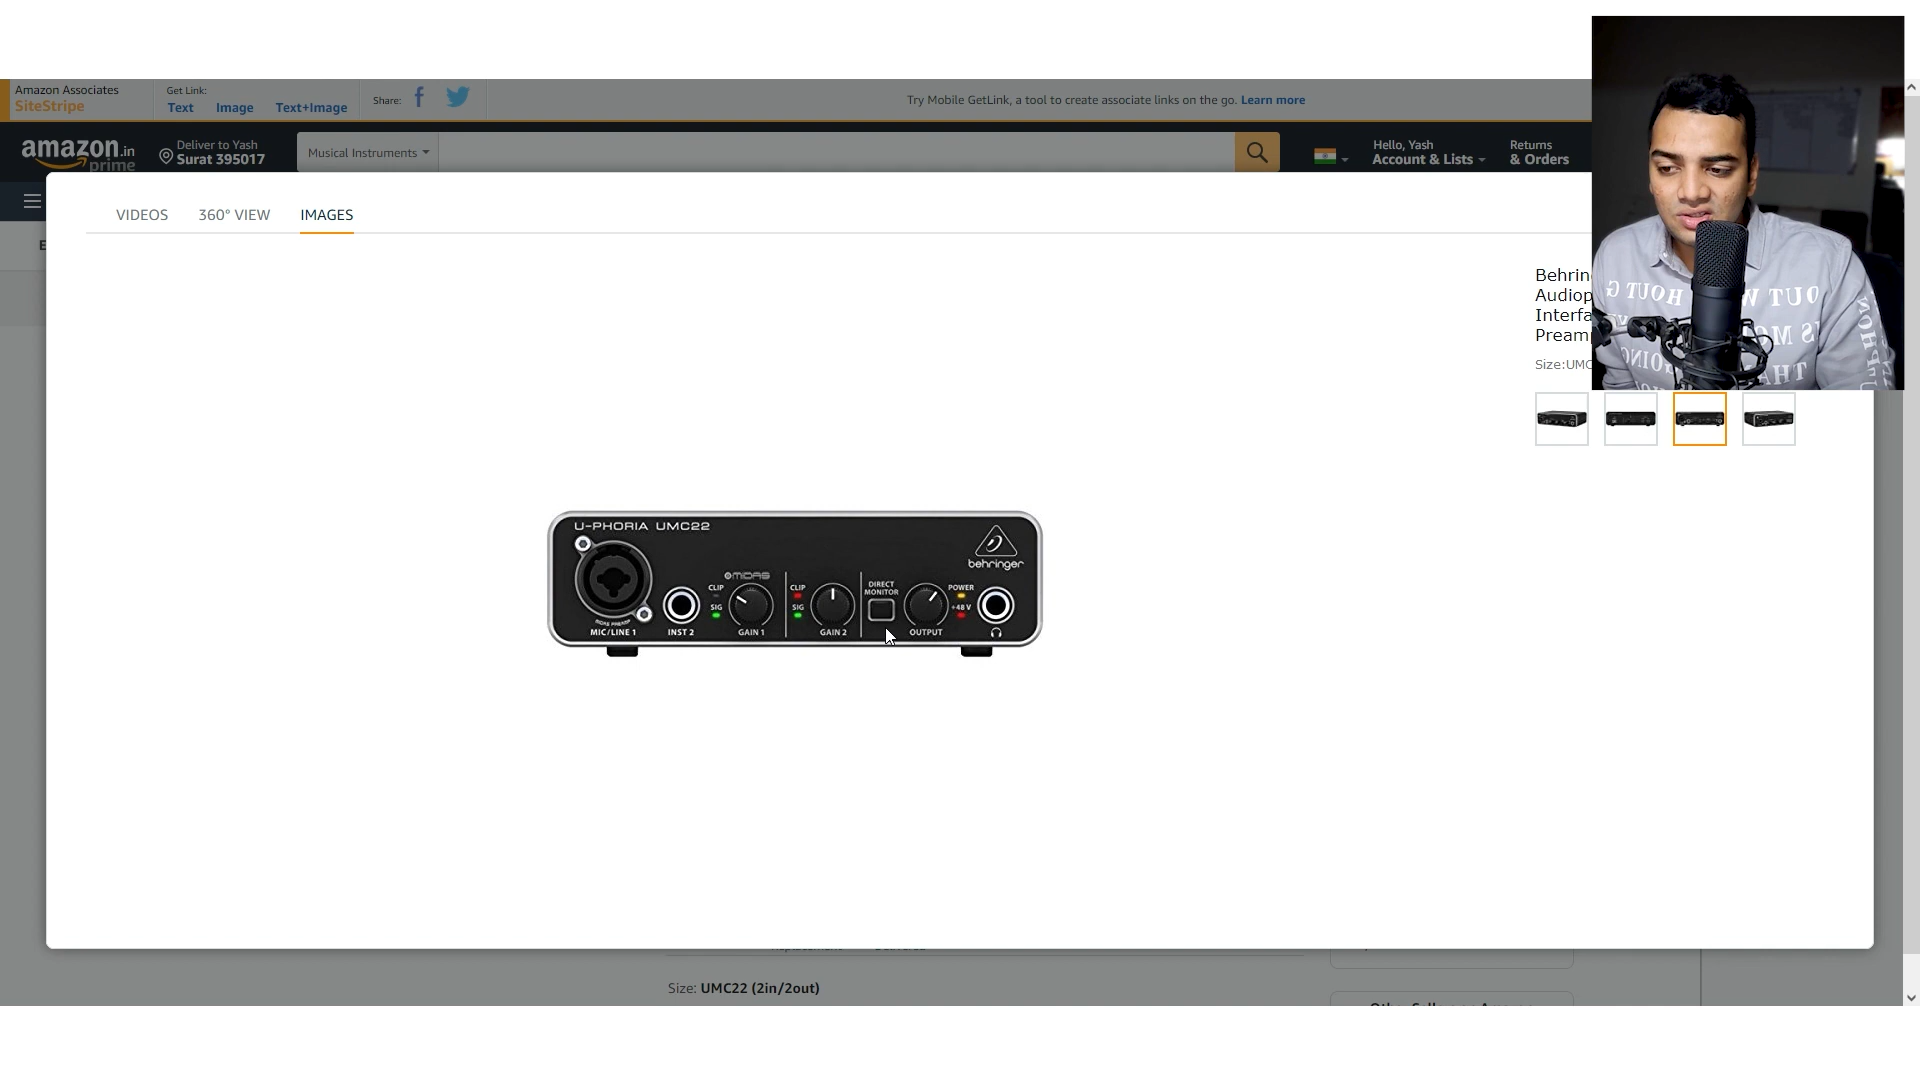 Amazon Associates
SiteStripe
Get Link:
Text Image Text+Image
Share:
Try Mobile GetLink, a tool to create associate links on the go. Learn more
amazon.in
prime
Deliver to Yash
Surat 395017
Musical Instruments
Hello, Yash
Account & Lists
Returns
& Orders
VIDEOS 360° VIEW IMAGES
Behrin
Audiop
Interfa
Pream
Size:UMC
U-PHORIA UMC22
behringer
MIDAS
CLIP
SIG
CLIP
SIG
DIRECT
MONITOR
POWER
+48 V
MIDAS PREAMP
MIC/LINE 1
INST 2
GAIN 1
GAIN 2
OUTPUT
Size: UMC22 (2in/2out)